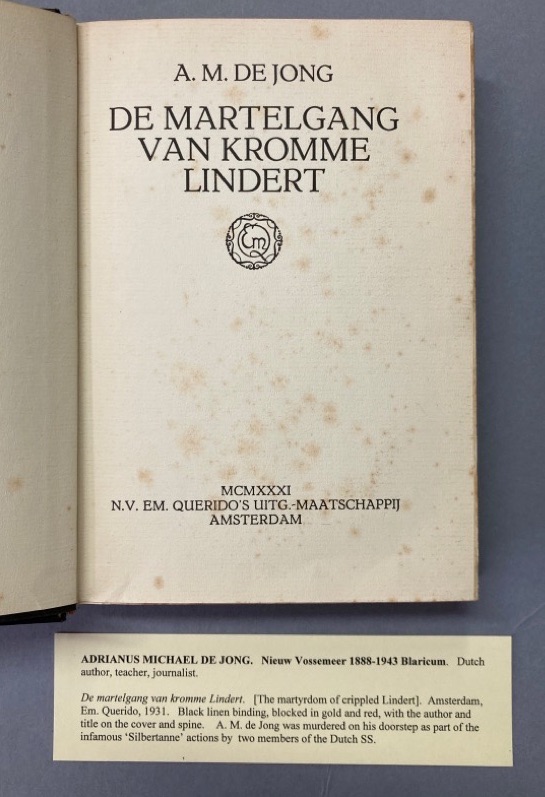 A. M. DE JONG
DE MARTELGANG
VAN KROMME
LINDERT
EmQ
MCMXXXI
N.V. EM. QUERIDO'S UITG.-MAATSCHAPPIJ
AMSTERDAM
ADRIANUS MICHAEL DE JONG. Nieuw Vossemeer 1888-1943 Blaricum. Dutch
author, teacher, journalist.
De martelgang van kromme Lindert. [The martyrdom of crippled Lindert]. Amsterdam,
Em. Querido, 1931. Black linen binding, blocked in gold and red, with the author and
title on the cover and spine. A. M. de Jong was murdered on his doorstep as part of the
infamous ‘Silbertanne’ actions by two members of the Dutch SS.